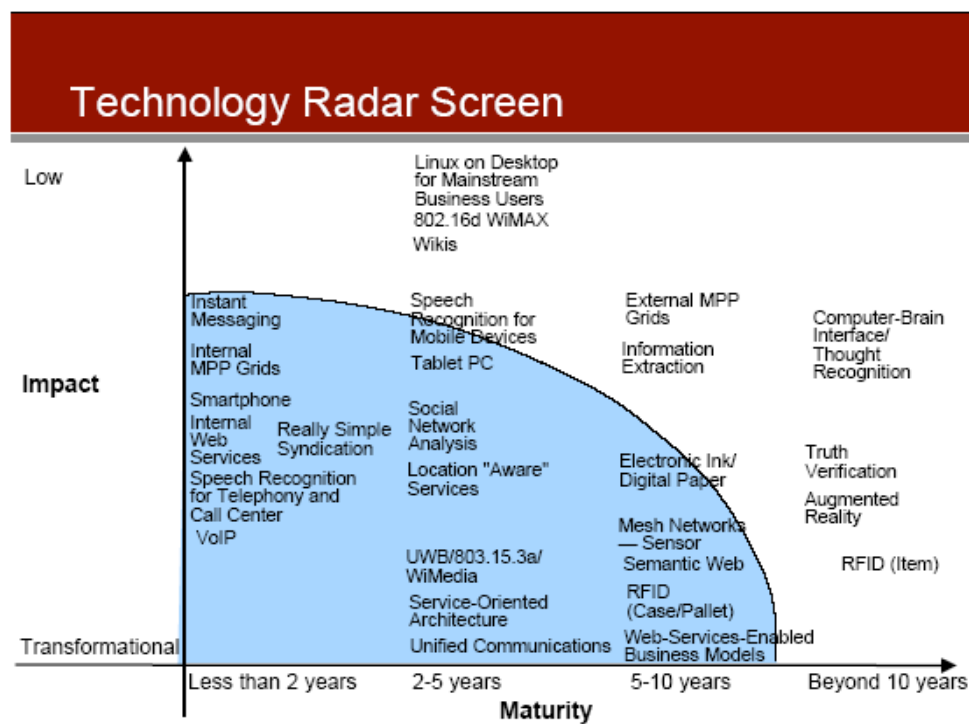 Technology Radar Screen
Low
Impact
Transformational
Instant
Messaging
Internal
MPP Grids
Smartphone
Internal
Web
Services
Really Simple
Syndication
Speech Recognition
for Telephony and
Call Center
VoIP
Linux on Desktop
for Mainstream
Business Users
802.16d WiMAX
Wikis
Speech
Recognition for
Mobile Devices
Tablet PC
Social
Network
Analysis
Location "Aware"
Services
UWB/803.15.3a/
WiMedia
Service-Oriented
Architecture
Unified Communications
External MPP
Grids
Information
Extraction
Electronic Ink/
Digital Paper
Mesh Networks
— Sensor
Semantic Web
RFID
(Case/Pallet)
Web-Services-Enabled
Business Models
Computer-Brain
Interface/
Thought
Recognition
Truth
Verification
Augmented
Reality
RFID (Item)
Less than 2 years
2-5 years
5-10 years
Beyond 10 years
Maturity